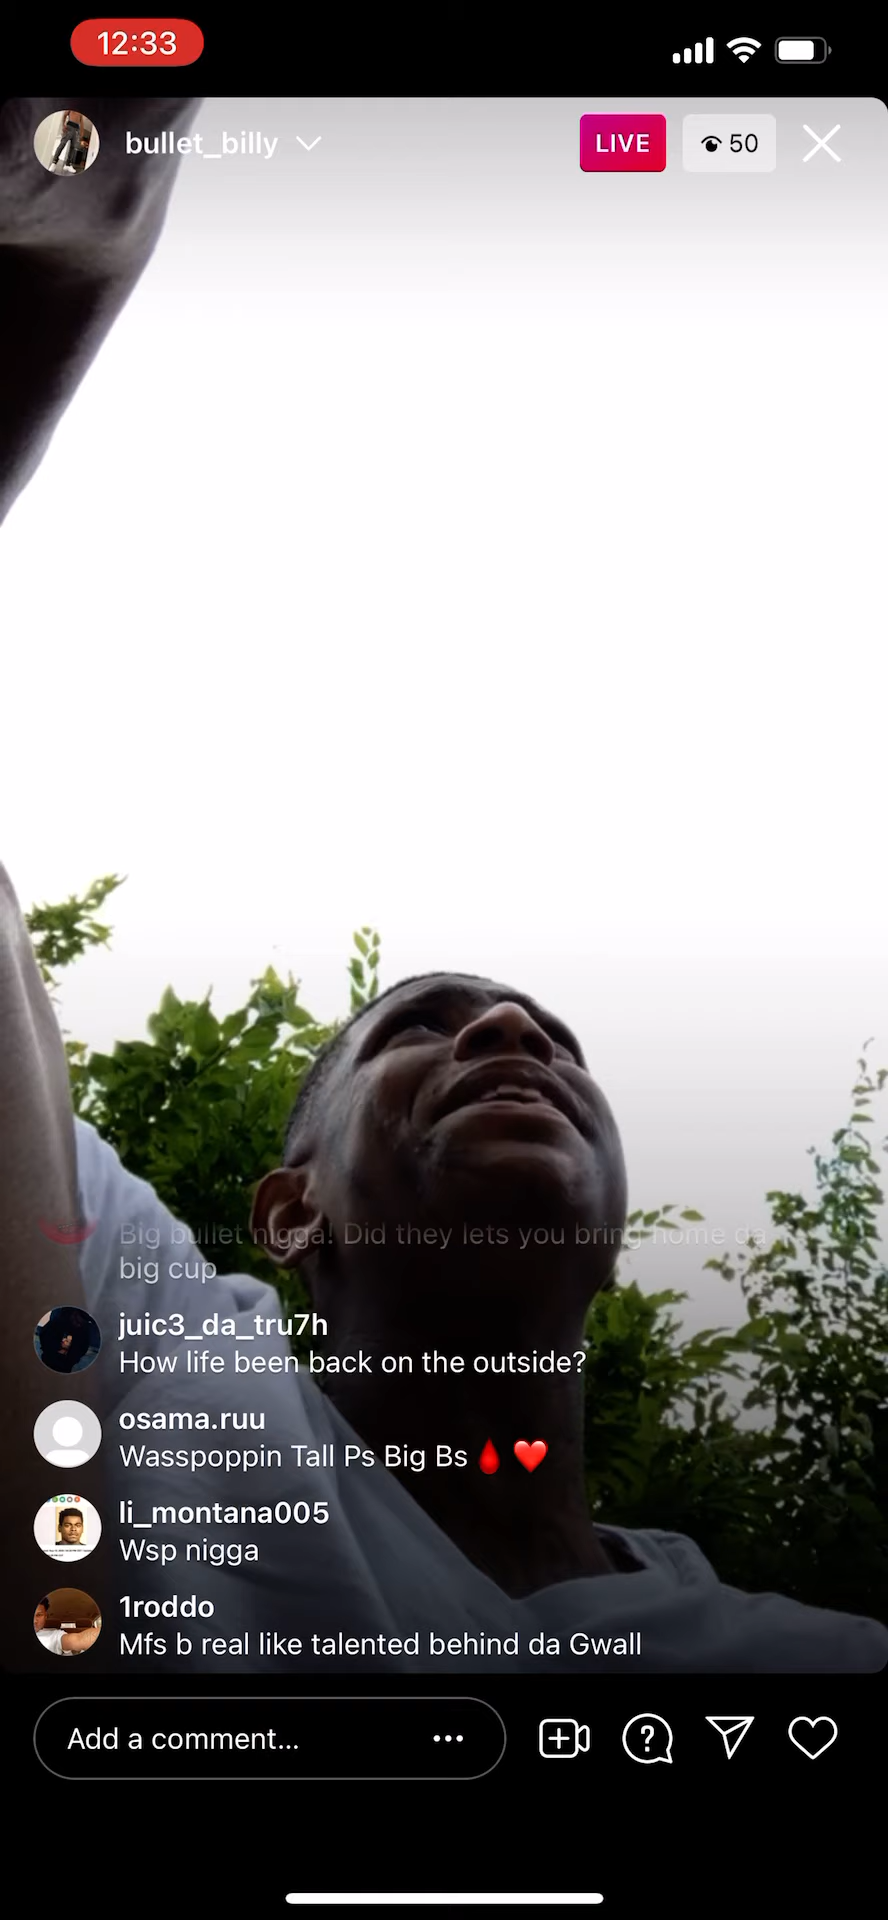 12:33
bullet_billy
LIVE
50
Big bullet nigga! Did they lets you bring home da
big cup
juic3_da_tru7h
How life been back on the outside?
osama.ruu
Wasspoppin Tall Ps Big Bs 🩸 ❤️
li_montana005
Wsp nigga
1roddo
Mfs b real like talented behind da Gwall
Add a comment...